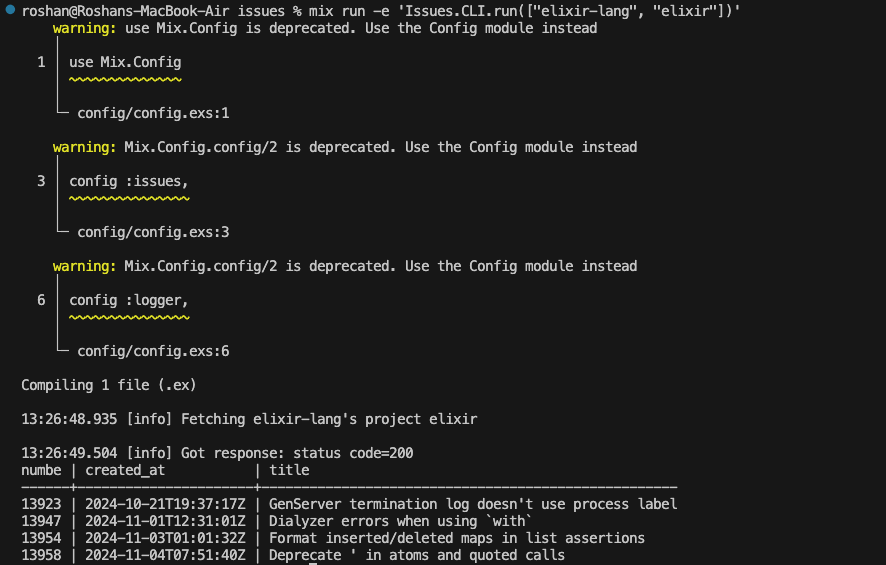 roshan@Roshans-MacBook-Air issues % mix run -e 'Issues.CLI.run(["elixir-lang", "elixir"])'
warning: use Mix.Config is deprecated. Use the Config module instead
1 │ use Mix.Config
│ ~~~~~~~~~~~~~~
└─ config/config.exs:1
warning: Mix.Config.config/2 is deprecated. Use the Config module instead
3 │ config :issues,
│ ~~~~~~~~~~~~~~~
└─ config/config.exs:3
warning: Mix.Config.config/2 is deprecated. Use the Config module instead
6 │ config :logger,
│ ~~~~~~~~~~~~~~~
└─ config/config.exs:6
Compiling 1 file (.ex)
13:26:48.935 [info] Fetching elixir-lang's project elixir
13:26:49.504 [info] Got response: status code=200
numbe | created_at           | title
------+----------------------+----------------------------------------------------
13923 | 2024-10-21T19:37:17Z | GenServer termination log doesn't use process label
13947 | 2024-11-01T12:31:01Z | Dialyzer errors when using `with`
13954 | 2024-11-03T01:01:32Z | Format inserted/deleted maps in list assertions
13958 | 2024-11-04T07:51:40Z | Deprecate ' in atoms and quoted calls